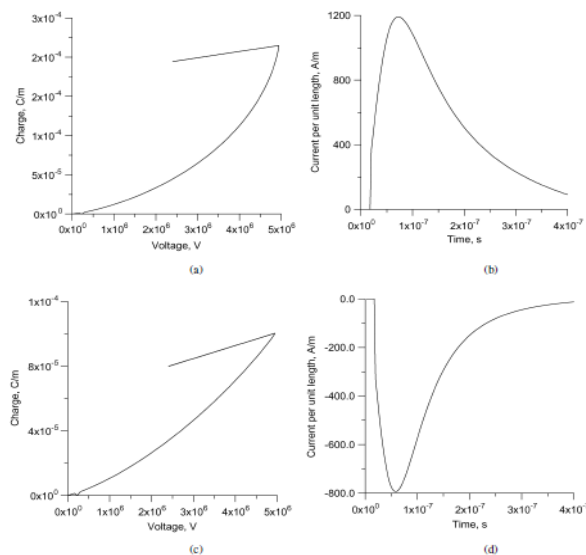 3x10⁻⁴
2x10⁻⁴
2x10⁻⁴
1x10⁻⁴
5x10⁻⁵
0x10⁰
Charge, C/m
0x10⁰ 1x10⁶ 2x10⁶ 3x10⁶ 4x10⁶ 5x10⁶
Voltage, V
(a)
1200
800
400
0
Current per unit length, A/m
0x10⁰ 1x10⁻⁷ 2x10⁻⁷ 3x10⁻⁷ 4x10⁻⁷
Time, s
(b)
1x10⁻⁴
8x10⁻⁵
4x10⁻⁵
0x10⁰
Charge, C/m
0x10⁰ 1x10⁶ 2x10⁶ 3x10⁶ 4x10⁶ 5x10⁶
Voltage, V
(c)
0.0
-200.0
-400.0
-600.0
-800.0
Current per unit length, A/m
0x10⁰ 1x10⁻⁷ 2x10⁻⁷ 3x10⁻⁷ 4x10⁻
Time, s
(d)